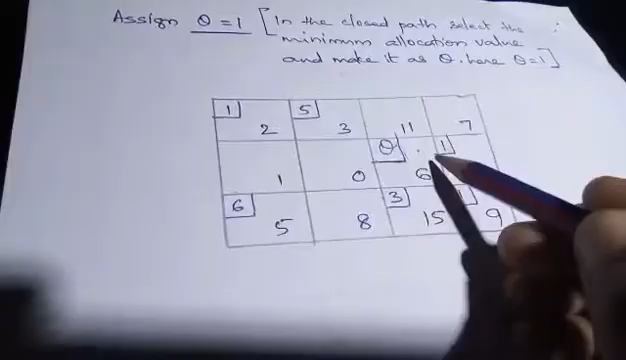 Assign θ = 1 [In the closed path select the
minimum allocation value
and make it as θ. here θ=1]
1 2 5 3 11 7
1 0 θ 6 1
6 5 8 3 15 9